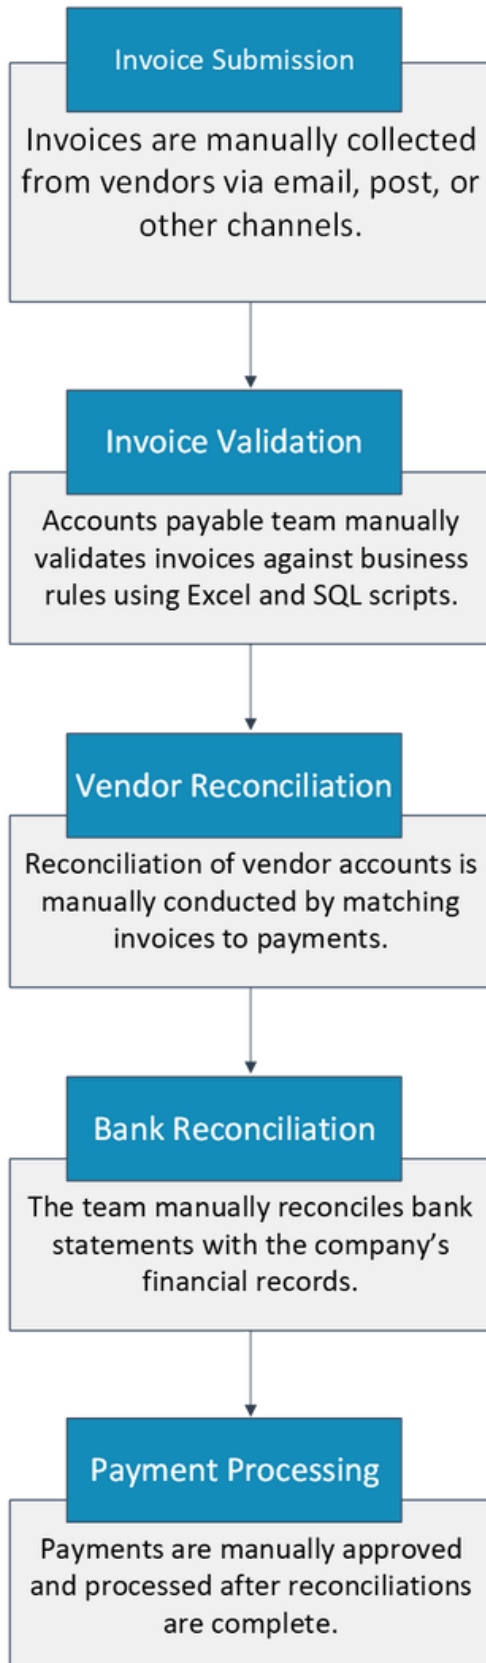 Invoice Submission
Invoices are manually collected
from vendors via email, post, or
other channels.
Invoice Validation
Accounts payable team manually
validates invoices against business
rules using Excel and SQL scripts.
Vendor Reconciliation
Reconciliation of vendor accounts is
manually conducted by matching
invoices to payments.
Bank Reconciliation
The team manually reconciles bank
statements with the company’s
financial records.
Payment Processing
Payments are manually approved
and processed after reconciliations
are complete.